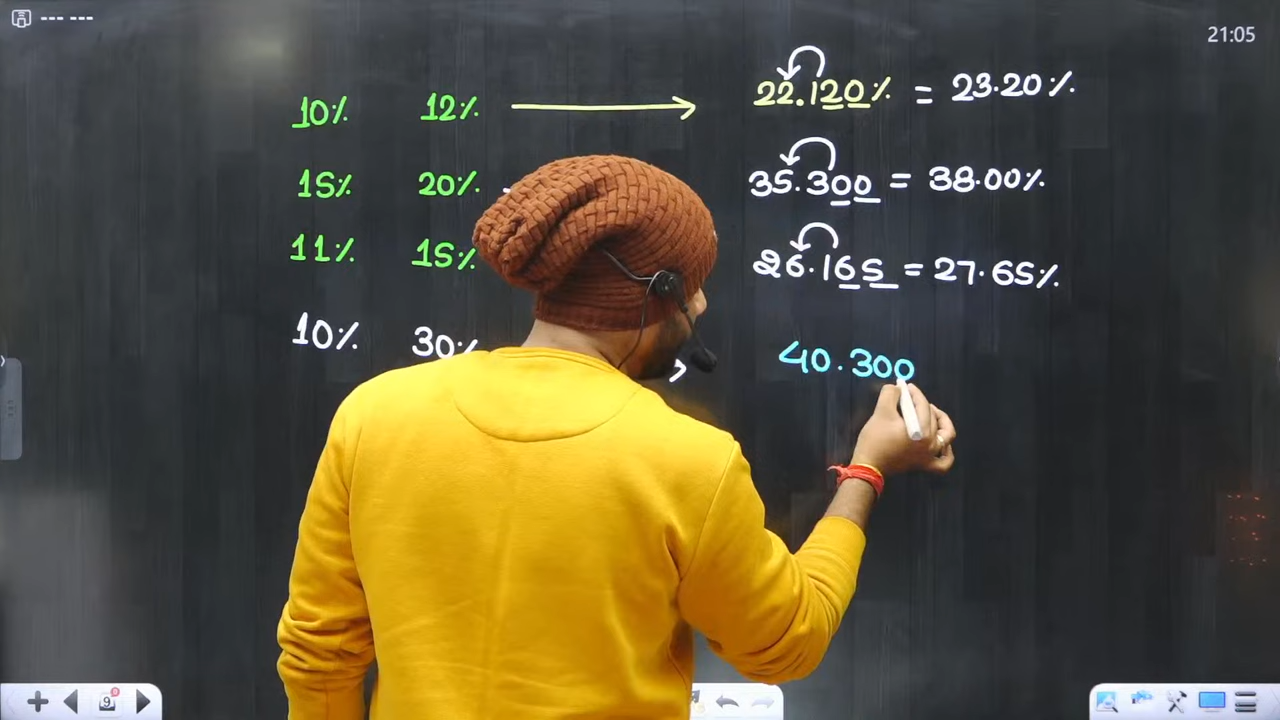 21:05
10% 12% → 22.120% = 23.20%
15% 20% 35.300 = 38.00%
11% 15% 26.165 = 27.65%
10% 30% 40.300
9